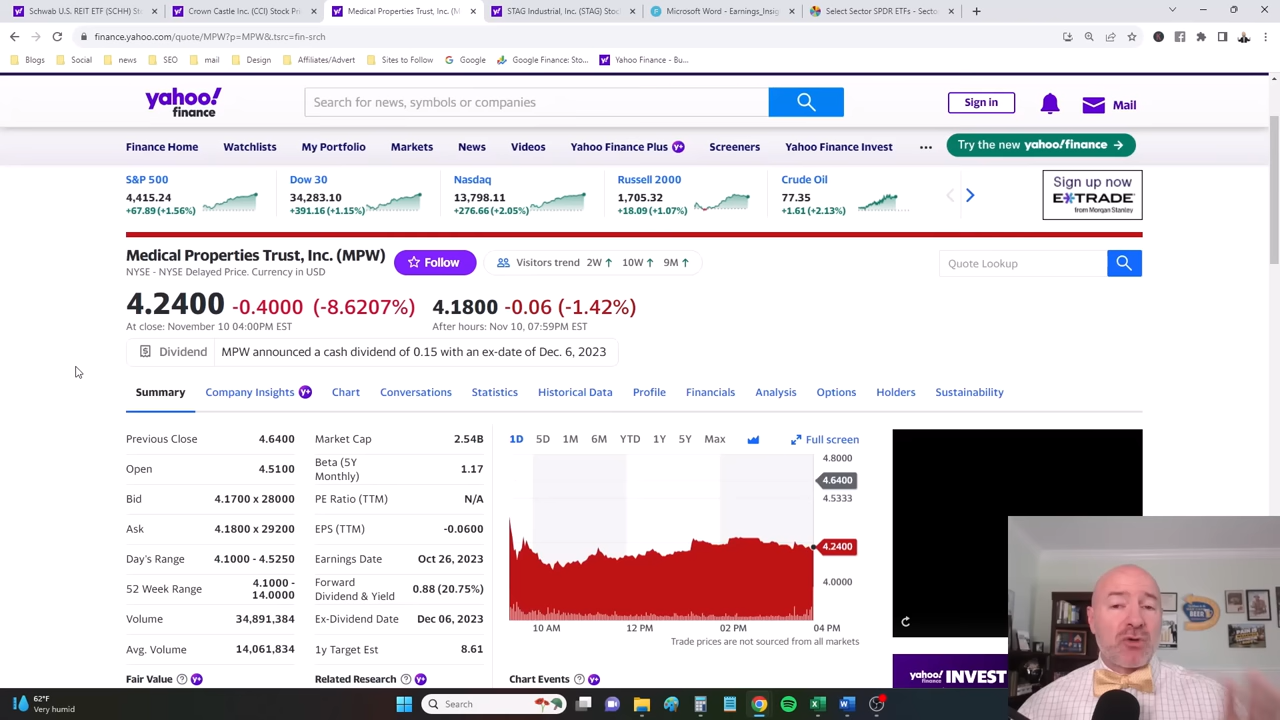 Schwab U.S. REIT ETF (SCHH) St
Crown Castle Inc. (CCI) Stock Pri
Medical Properties Trust, Inc. (M
STAG Industrial, Inc. (STAG) Stoc
Microsoft Word - Earnings_Insig
Select Sector SPDR ETFs - Secto
finance.yahoo.com/quote/MPW?p=MPW&.tsrc=fin-srch
Blogs
Social
news
SEO
mail
Design
Affiliates/Advert
Sites to Follow
Google
Google Finance: Sto...
Yahoo Finance - Bu...
yahoo!
finance
Search for news, symbols or companies
Sign in
Mail
Finance Home
Watchlists
My Portfolio
Markets
News
Videos
Yahoo Finance Plus
Screeners
Yahoo Finance Invest
...
Try the new yahoo!finance →
S&P 500
4,415.24
+67.89 (+1.56%)
Dow 30
34,283.10
+391.16 (+1.15%)
Nasdaq
13,798.11
+276.66 (+2.05%)
Russell 2000
1,705.32
+18.09 (+1.07%)
Crude Oil
77.35
+1.61 (+2.13%)
Sign up now
E*TRADE
from Morgan Stanley
Medical Properties Trust, Inc. (MPW)
Follow
Visitors trend 2W↑ 10W↑ 9M↑
Quote Lookup
NYSE - NYSE Delayed Price. Currency in USD
4.2400 -0.4000 (-8.6207%)
At close: November 10 04:00PM EST
4.1800 -0.06 (-1.42%)
After hours: Nov 10, 07:59PM EST
Dividend
MPW announced a cash dividend of 0.15 with an ex-date of Dec. 6, 2023
Summary
Company Insights
Chart
Conversations
Statistics
Historical Data
Profile
Financials
Analysis
Options
Holders
Sustainability
Previous Close 4.6400
Open 4.5100
Bid 4.1700 x 28000
Ask 4.1800 x 29200
Day's Range 4.1000 - 4.5250
52 Week Range 4.1000 -
14.0000
Volume 34,891,384
Avg. Volume 14,061,834
Fair Value
Market Cap 2.54B
Beta (5Y
Monthly) 1.17
PE Ratio (TTM) N/A
EPS (TTM) -0.0600
Earnings Date Oct 26, 2023
Forward
Dividend & Yield 0.88 (20.75%)
Ex-Dividend Date Dec 06, 2023
1y Target Est 8.61
Related Research
1D 5D 1M 6M YTD 1Y 5Y Max
Full screen
4.8000
4.6400
4.5333
4.2400
4.0000
10 AM 12 PM 02 PM 04 PM
Trade prices are not sourced from all markets
Chart Events
yahoo! INVEST
62°F
Very humid
Search